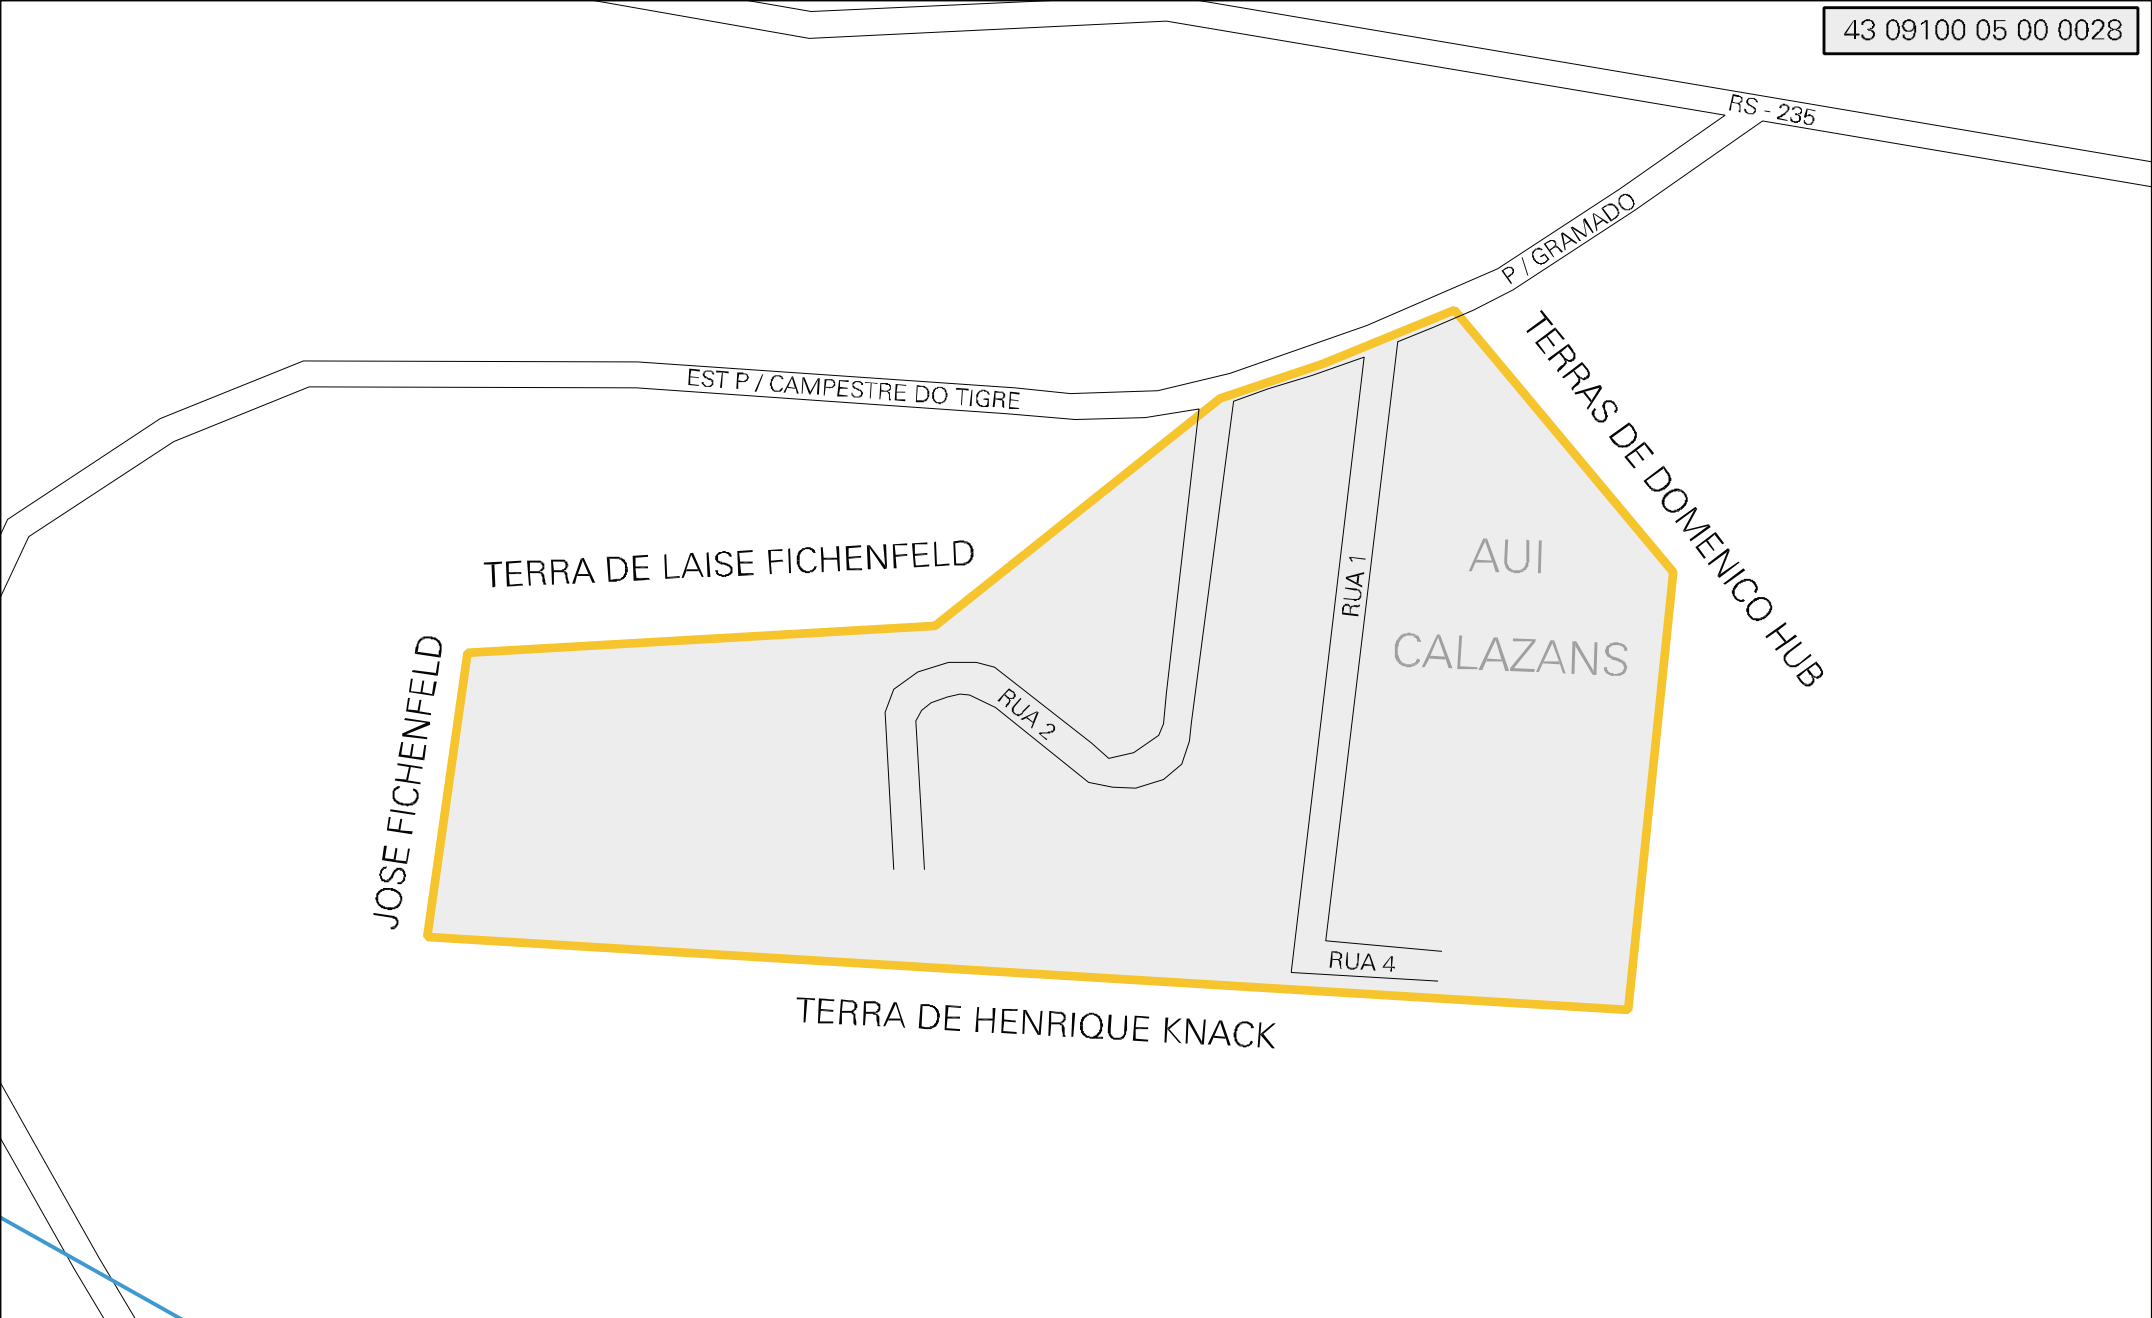 43 09100 05 00 0028
RS - 235
P / GRAMADO
EST P / CAMPESTRE DO TIGRE
TERRAS DE DOMENICO HUB
TERRA DE LAISE FICHENFELD
AUI
CALAZANS
RUA 1
JOSE FICHENFELD
RUA 2
RUA 4
TERRA DE HENRIQUE KNACK